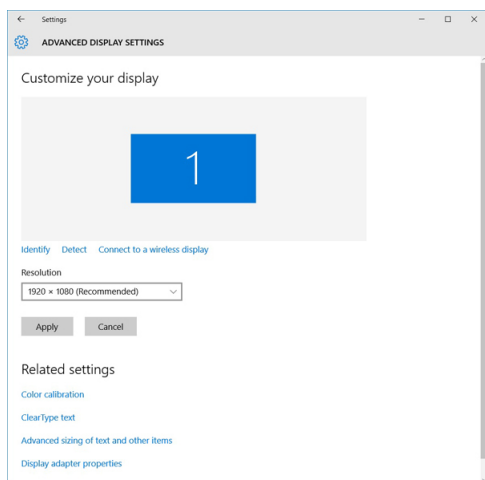 Settings
ADVANCED DISPLAY SETTINGS
Customize your display
1
Identify Detect Connect to a wireless display
Resolution
1920 × 1080 (Recommended)
Apply Cancel
Related settings
Color calibration
ClearType text
Advanced sizing of text and other items
Display adapter properties